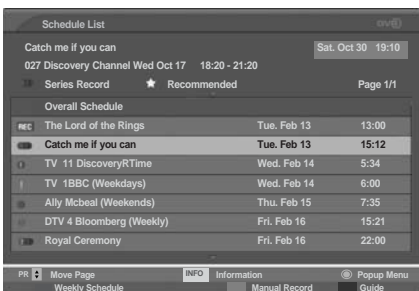 Schedule List
Catch me if you can Sat. Oct 30 19:10
027 Discovery Channel Wed Oct 17 18:20 - 21:20
Series Record Recommended Page 1/1
Overall Schedule
REC The Lord of the Rings Tue. Feb 13 13:00
Catch me if you can Tue. Feb 13 15:12
TV 11 DiscoveryRTime Wed. Feb 14 5:34
TV 1BBC (Weekdays) Wed. Feb 14 6:00
Ally Mcbeal (Weekends) Thu. Feb 15 7:35
DTV 4 Bloomberg (Weekly) Fri. Feb 16 15:21
Royal Ceremony Fri. Feb 16 22:00
PR Move Page INFO Information Popup Menu
Weekly Schedule Manual Record Guide